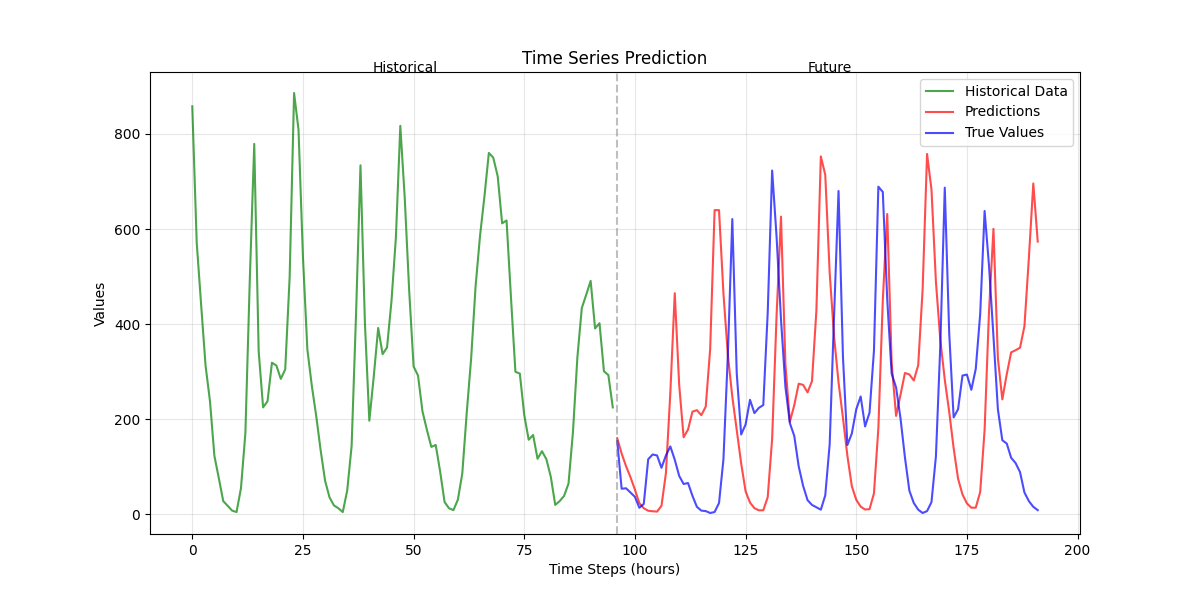 Time Series Prediction
Historical
Future
Historical Data
Predictions
True Values
Values
800
600
400
200
0
0
25
50
75
100
125
150
175
200
Time Steps (hours)